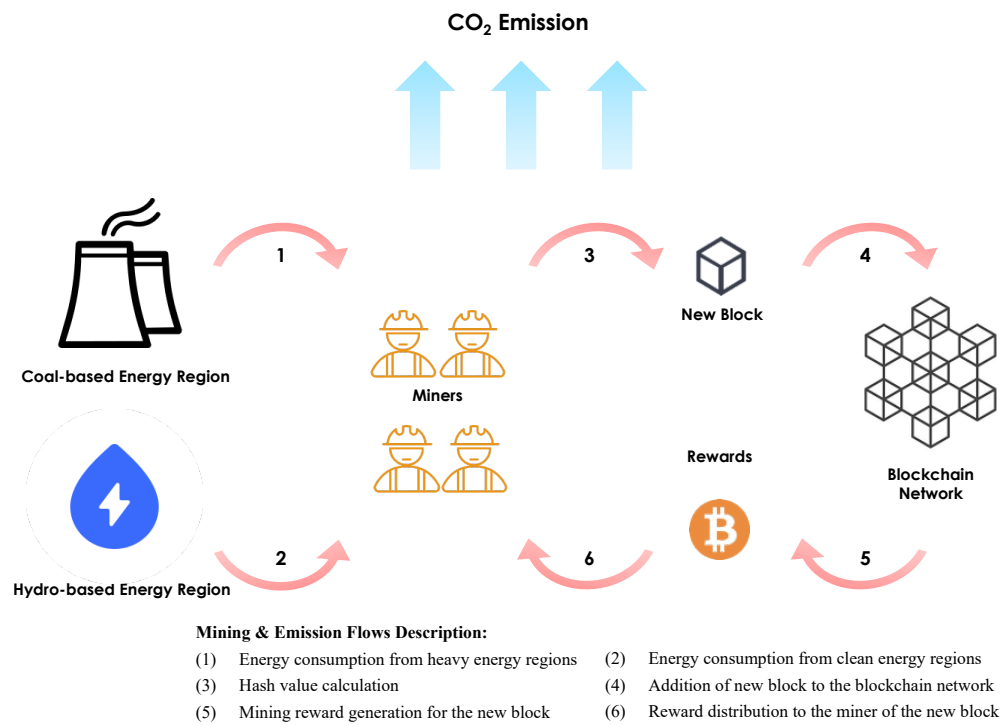 CO₂ Emission
1
3
4
New Block
Coal-based Energy Region
Miners
Rewards
Blockchain
Network
2
6
5
Hydro-based Energy Region
Mining & Emission Flows Description:
(1) Energy consumption from heavy energy regions
(2) Energy consumption from clean energy regions
(3) Hash value calculation
(4) Addition of new block to the blockchain network
(5) Mining reward generation for the new block
(6) Reward distribution to the miner of the new block